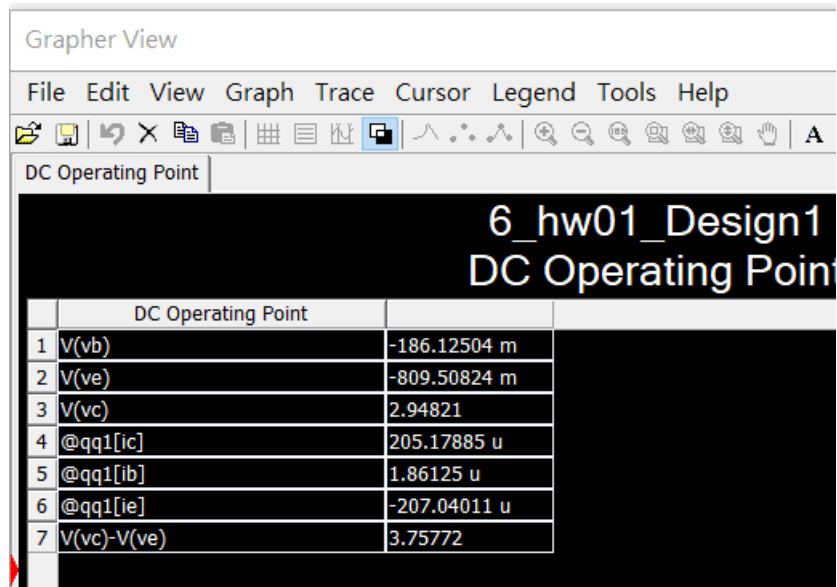 Grapher View
File Edit View Graph Trace Cursor Legend Tools Help
A
DC Operating Point
6_hw01_Design1
DC Operating Point
DC Operating Point
1 V(vb) -186.12504 m
2 V(ve) -809.50824 m
3 V(vc) 2.94821
4 @qq1[ic] 205.17885 u
5 @qq1[ib] 1.86125 u
6 @qq1[ie] -207.04011 u
7 V(vc)-V(ve) 3.75772